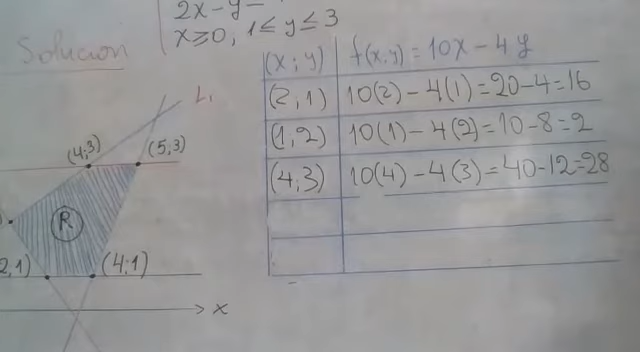 2x-y
x≥0, 1≤y≤3
Solucion
(x;y) f(x,y)=10x-4y
(2;1) 10(2)-4(1)=20-4=16
(1,2) 10(1)-4(2)=10-8=2
(4,3) 10(4)-4(3)=40-12=28
L1
(4;3) (5,3)
R
2,1) (4;1)
x